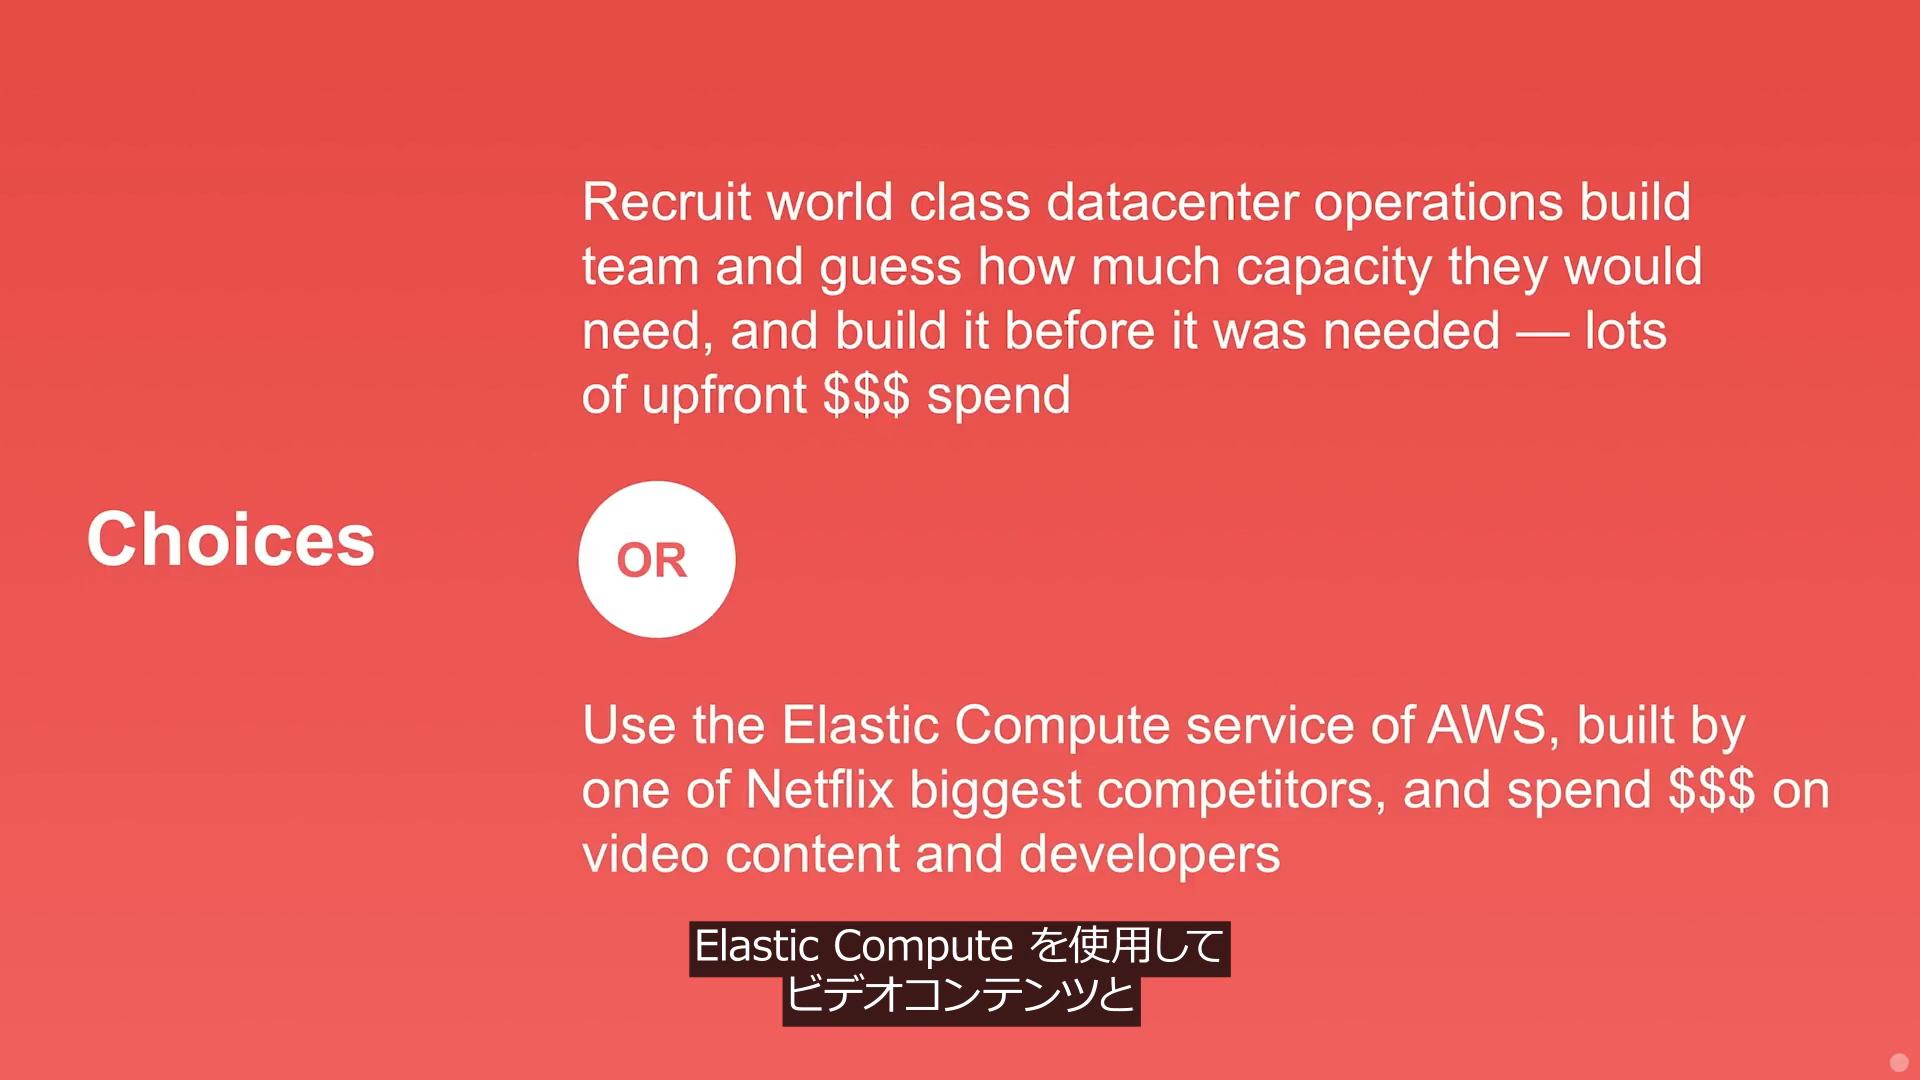 Recruit world class datacenter operations build
team and guess how much capacity they would
need, and build it before it was needed — lots
of upfront $$$ spend
Choices
OR
Use the Elastic Compute service of AWS, built by
one of Netflix biggest competitors, and spend $$$ on
video content and developers
Elastic Compute を使用して
ビデオコンテンツと